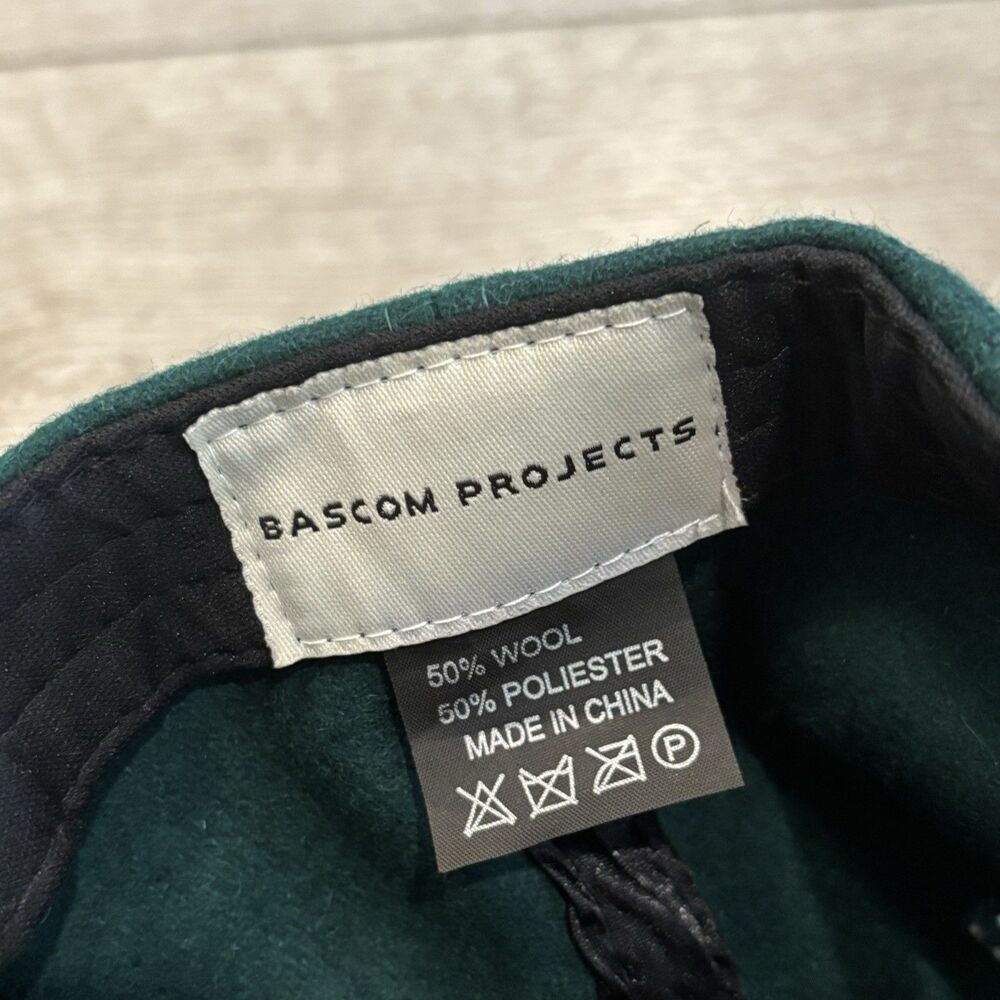 BASCOM PROJECTS
50% WOOL
50% POLIESTER
MADE IN CHINA
P